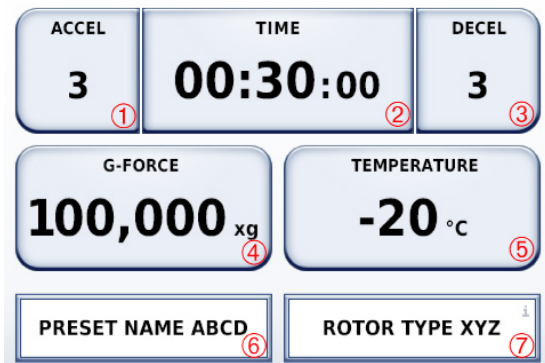 ACCEL
TIME
DECEL
3
00:30:00
3
①
②
③
G-FORCE
TEMPERATURE
100,000 xg
-20 °C
④
⑤
PRESET NAME ABCD
ROTOR TYPE XYZ
i
⑥
⑦